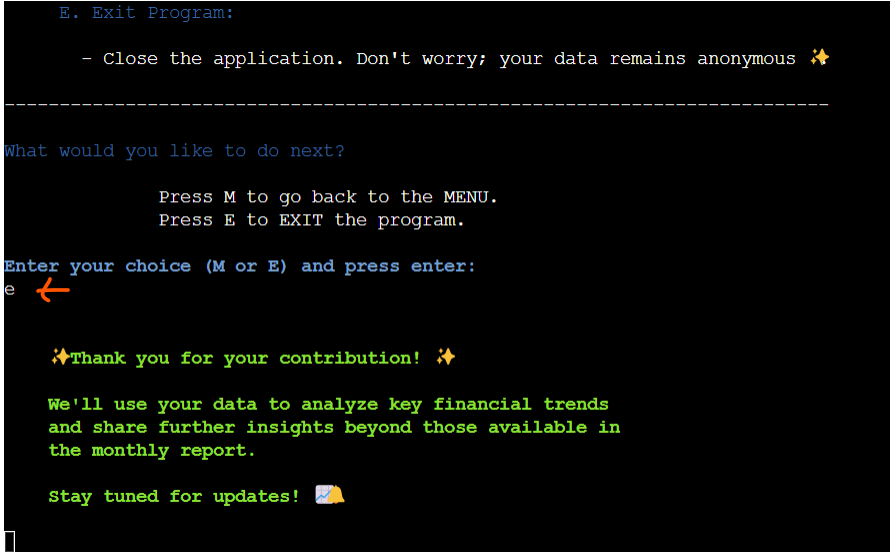 E. Exit Program:
- Close the application. Don't worry; your data remains anonymous ✨
---------------------------------------------------------------------------
What would you like to do next?
Press M to go back to the MENU.
Press E to EXIT the program.
Enter your choice (M or E) and press enter:
e
✨Thank you for your contribution! ✨
We'll use your data to analyze key financial trends
and share further insights beyond those available in
the monthly report.
Stay tuned for updates! 📈🔔